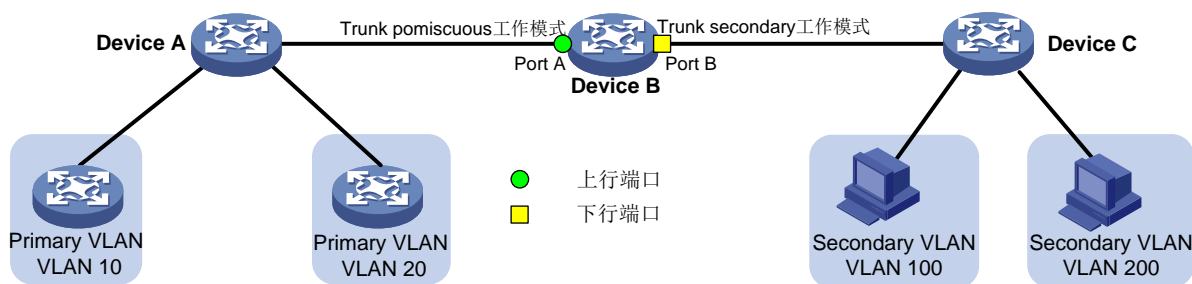 Trunk pomiscuous工作模式
Trunk secondary工作模式
Device A
Port A
Port B
Device B
Device C
上行端口
下行端口
Primary VLAN
VLAN 10
Primary VLAN
VLAN 20
Secondary VLAN
VLAN 100
Secondary VLAN
VLAN 200